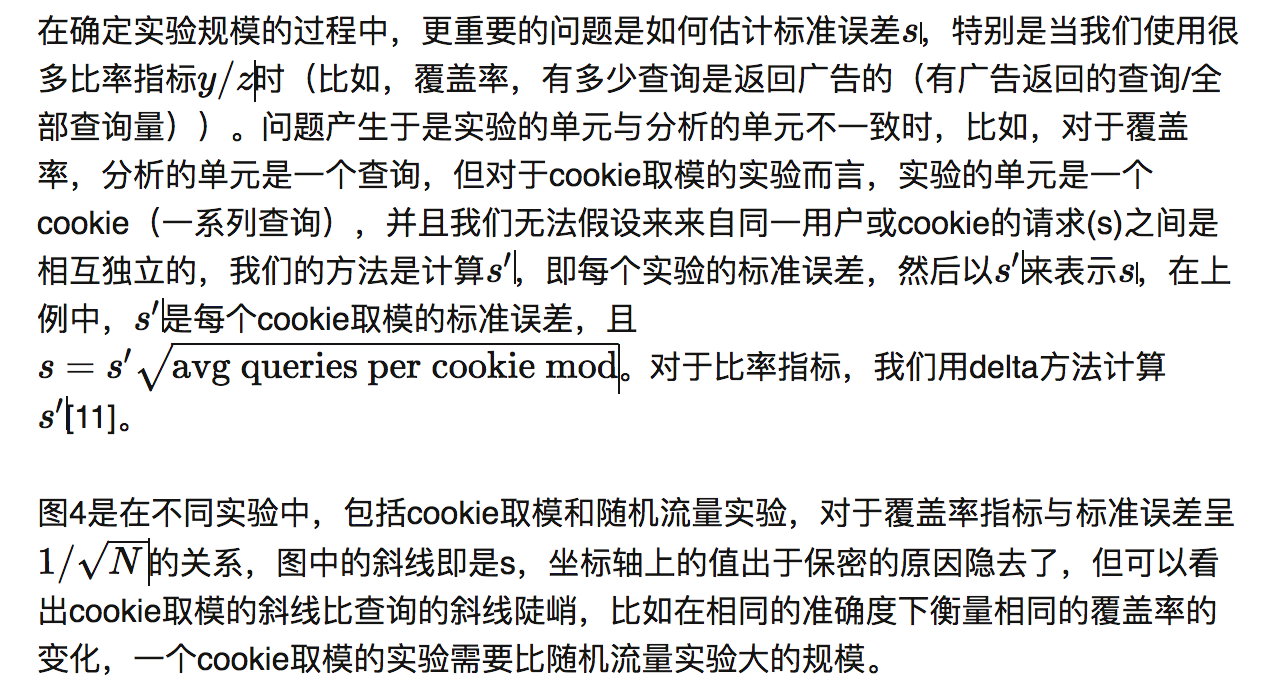 在确定实验规模的过程中，更重要的问题是如何估计标准误差s，特别是当我们使用很
多比率指标y/z时（比如，覆盖率，有多少查询是返回广告的（有广告返回的查询/全
部查询量））。问题产生于是实验的单元与分析的单元不一致时，比如，对于覆盖
率，分析的单元是一个查询，但对于cookie取模的实验而言，实验的单元是一个
cookie（一系列查询），并且我们无法假设来来自同一用户或cookie的请求(s)之间是
相互独立的，我们的方法是计算s′，即每个实验的标准误差，然后以s′来表示s，在上
例中，s′是每个cookie取模的标准误差，且
s = s′√avg queries per cookie mod。对于比率指标，我们用delta方法计算
s′[11]。
图4是在不同实验中，包括cookie取模和随机流量实验，对于覆盖率指标与标准误差呈
1/√N的关系，图中的斜线即是s，坐标轴上的值出于保密的原因隐去了，但可以看
出cookie取模的斜线比查询的斜线陡峭，比如在相同的准确度下衡量相同的覆盖率的
变化，一个cookie取模的实验需要比随机流量实验大的规模。